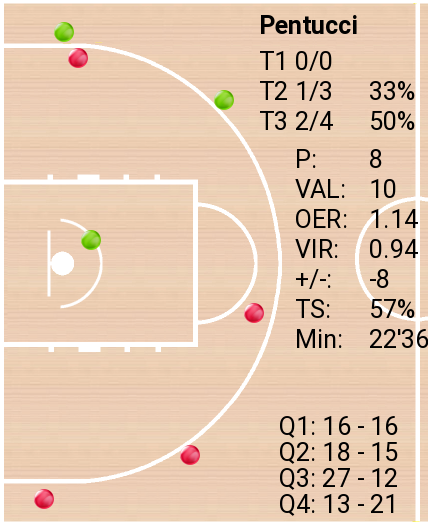 Pentucci
T1 0/0
T2 1/3 33%
T3 2/4 50%
P: 8
VAL: 10
OER: 1.14
VIR: 0.94
+/-: -8
TS: 57%
Min: 22'36
Q1: 16 - 16
Q2: 18 - 15
Q3: 27 - 12
Q4: 13 - 21